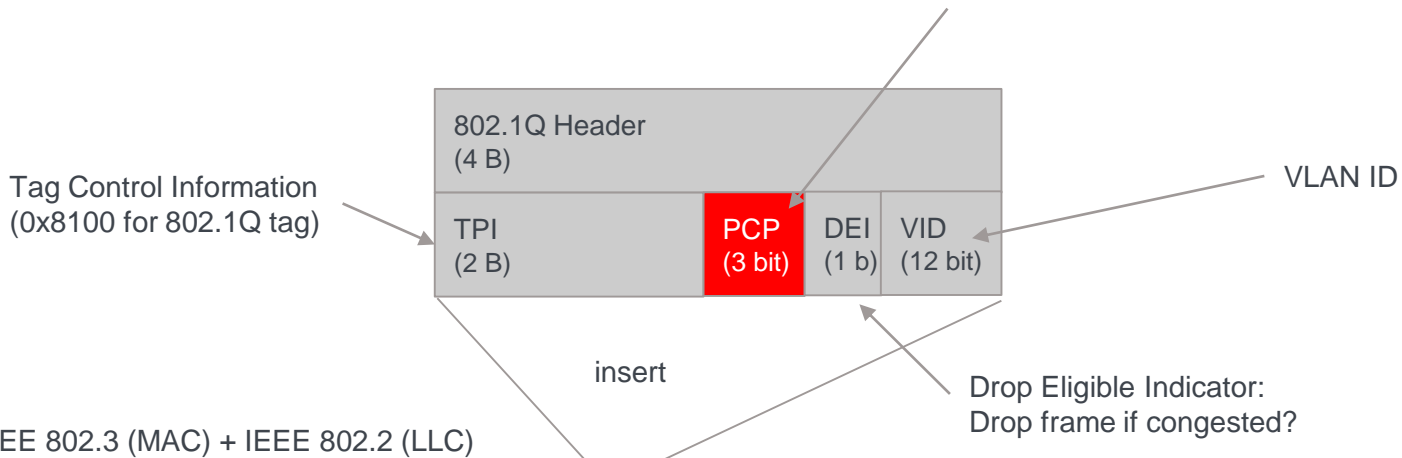 802.1Q Header
(4 B)
Tag Control Information
(0x8100 for 802.1Q tag)
VLAN ID
TPI
(2 B)
PCP
(3 bit)
DEI
(1 b)
VID
(12 bit)
insert
Drop Eligible Indicator:
Drop frame if congested?
EE 802.3 (MAC) + IEEE 802.2 (LLC)